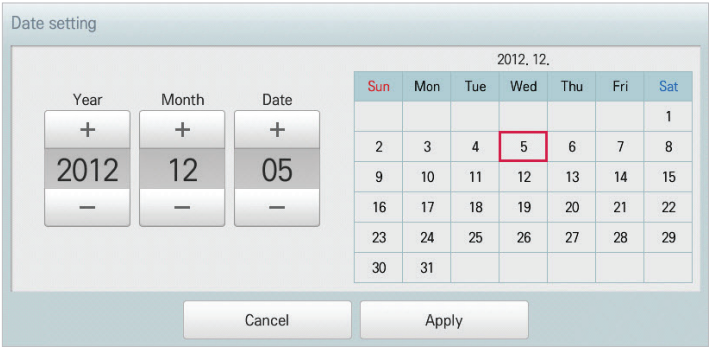 Date setting
2012. 12.
Year Month Date
+ + +
2012 12 05
− − −
Sun Mon Tue Wed Thu Fri Sat
1
2 3 4 5 6 7 8
9 10 11 12 13 14 15
16 17 18 19 20 21 22
23 24 25 26 27 28 29
30 31
Cancel Apply